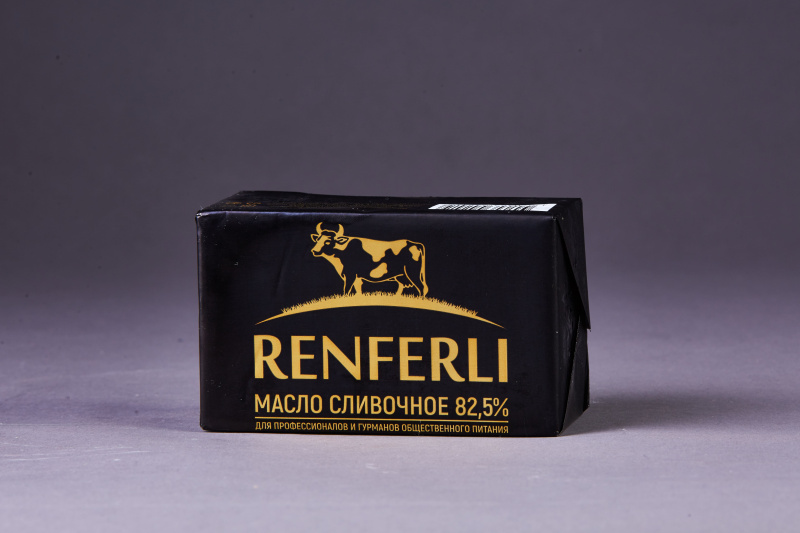 RENFERLI
МАСЛО СЛИВОЧНОЕ 82,5%
ДЛЯ ПРОФЕССИОНАЛОВ И ГУРМАНОВ ОБЩЕСТВЕННОГО ПИТАНИЯ